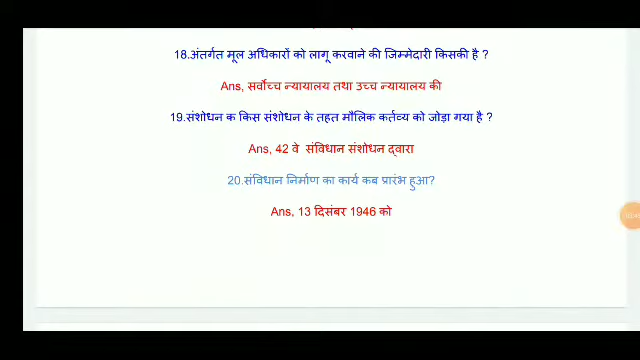 18.अंतर्गत मूल अधिकारों को लागू करवाने की जिम्मेदारी किसकी है ?
Ans, सर्वोच्च न्यायालय तथा उच्च न्यायालय की
19.संशोधन क किस संशोधन के तहत मौलिक कर्तव्य को जोड़ा गया है ?
Ans, 42 वे संविधान संशोधन द्वारा
20.संविधान निर्माण का कार्य कब प्रारंभ हुआ?
Ans, 13 दिसंबर 1946 को